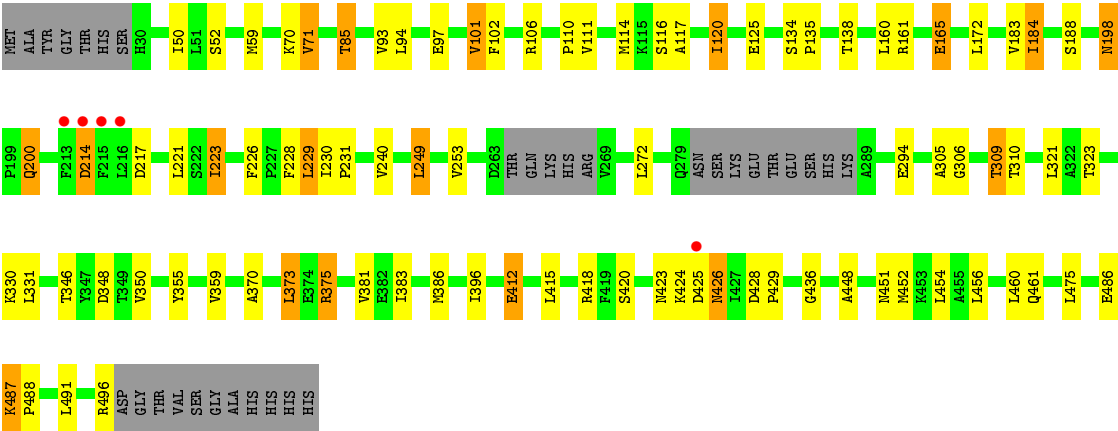 MET ALA TYR GLY THR HIS SER H30 I50 L51 S52 M59 K70 V71 T85 V93 L94 E97 V101 F102 R106 P110 V111 M114 K115 S116 A117 I120 E125 S134 P135 T138 L160 R161 E165 L172 V183 I184 S188 N198
P199 Q200 F213 D214 F215 L216 D217 L221 S222 I223 F226 F227 F228 L229 I230 P231 V240 L249 V253 D263 THR GLN LYS HIS ARG V269 L272 Q279 ASN SER LYS GLU THR GLU SER HIS LYS A289 E294 A305 G306 T309 T310 L321 A322 T323
K330 L331 T346 Y347 D348 T349 V350 Y355 V359 A370 L373 E374 R375 V381 E382 I383 M386 I396 E412 L415 R418 F419 S420 N423 K424 D425 N426 I427 D428 P429 G436 A448 N451 M452 K453 L454 A455 L456 L460 Q461 L475 E486
K487 P488 L491 R496 ASP GLY THR VAL SER GLY ALA HIS HIS HIS HIS